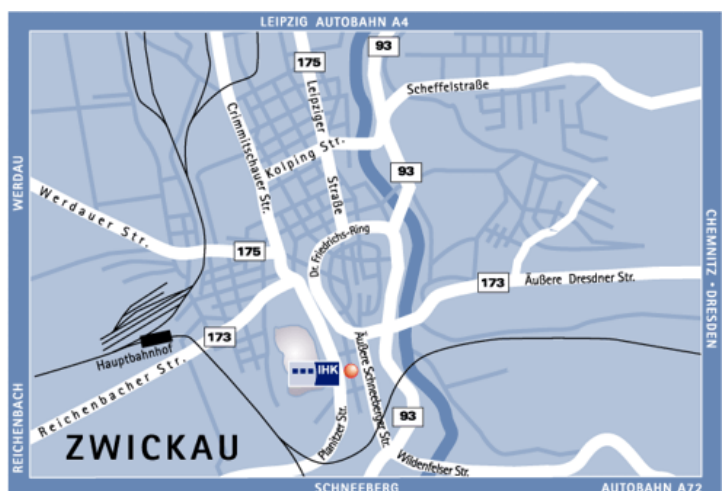 LEIPZIG AUTOBAHN A4
93
175
Leipziger
Straße
Scheffelstraße
Crimmitschauer Str.
Kolping Str.
93
WERDAU
Werdauer Str.
175
Dr. Friedrichs-Ring
CHEMNITZ • DRESDEN
173
Äußere Dresdner Str.
173
Hauptbahnhof
Reichenbacher Str.
IHK
Äußere Schneeberger Str.
Planitzer Str.
93
REICHENBACH
ZWICKAU
Wildenfelser Str.
SCHNEEBERG
AUTOBAHN A72